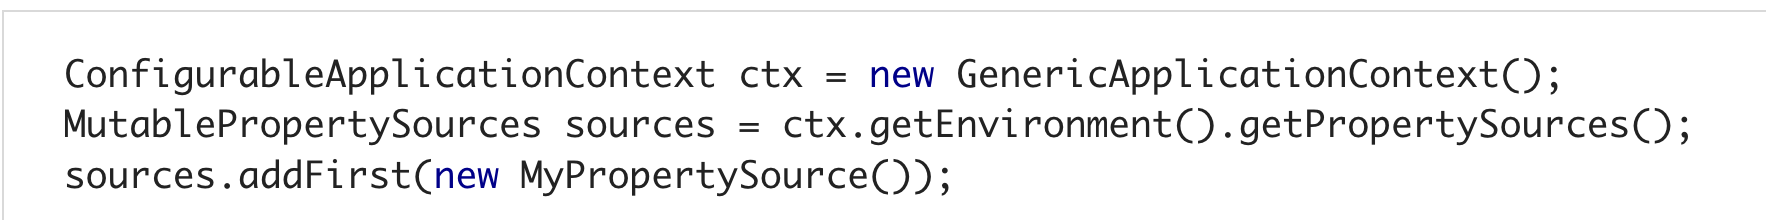 ConfigurableApplicationContext ctx = new GenericApplicationContext();
MutablePropertySources sources = ctx.getEnvironment().getPropertySources();
sources.addFirst(new MyPropertySource());